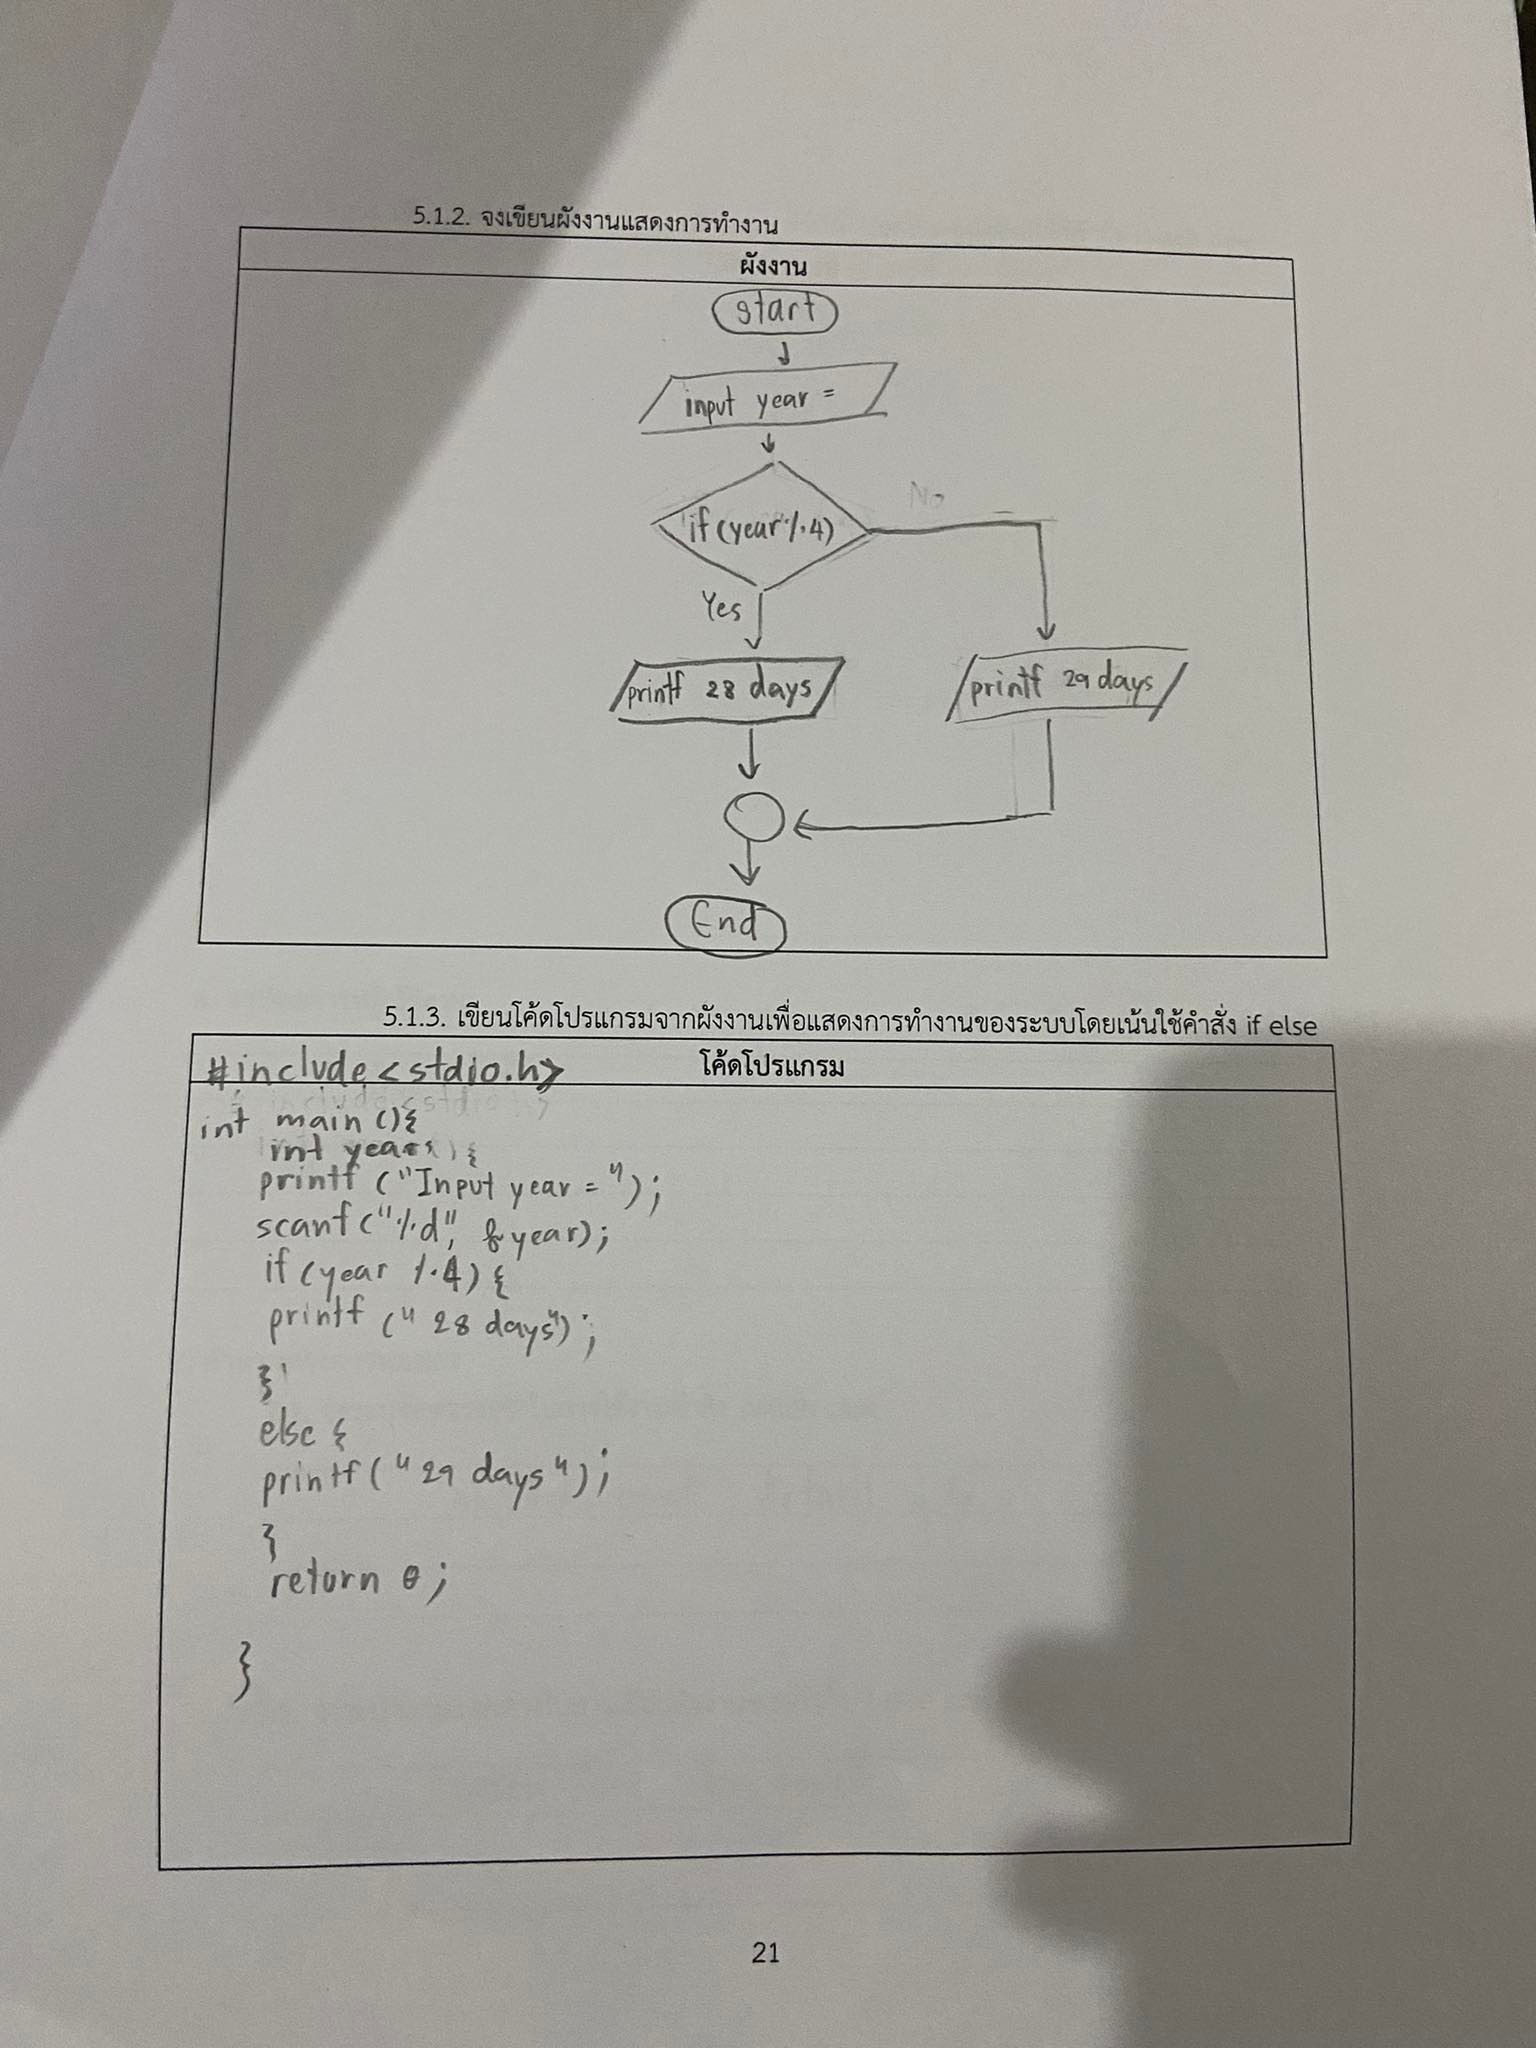 5.1.2. จงเขียนผังงานแสดงการทำงาน
ผังงาน
start
input year =
if (year % 4)
No
Yes
printf 28 days
printf 29 days
End
5.1.3. เขียนโค้ดโปรแกรมจากผังงานเพื่อแสดงการทำงานของระบบโดยเน้นใช้คำสั่ง if else
โค้ดโปรแกรม
#include <stdio.h>
int main () {
int year
printf ("Input year = ");
scanf ("%d", &year);
if (year % 4) {
printf (" 28 days");
}
else {
printf (" 29 days ");
}
return 0;
}
21